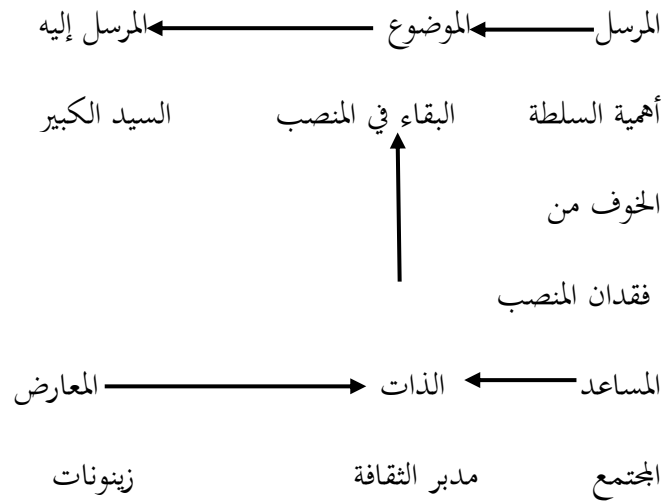 المرسل الموضوع المرسل إليه
أهمية السلطة البقاء في المنصب السيد الكبير
الخوف من
فقدان المنصب
المساعد الذات المعارض
المجتمع مدبر الثقافة زينونات